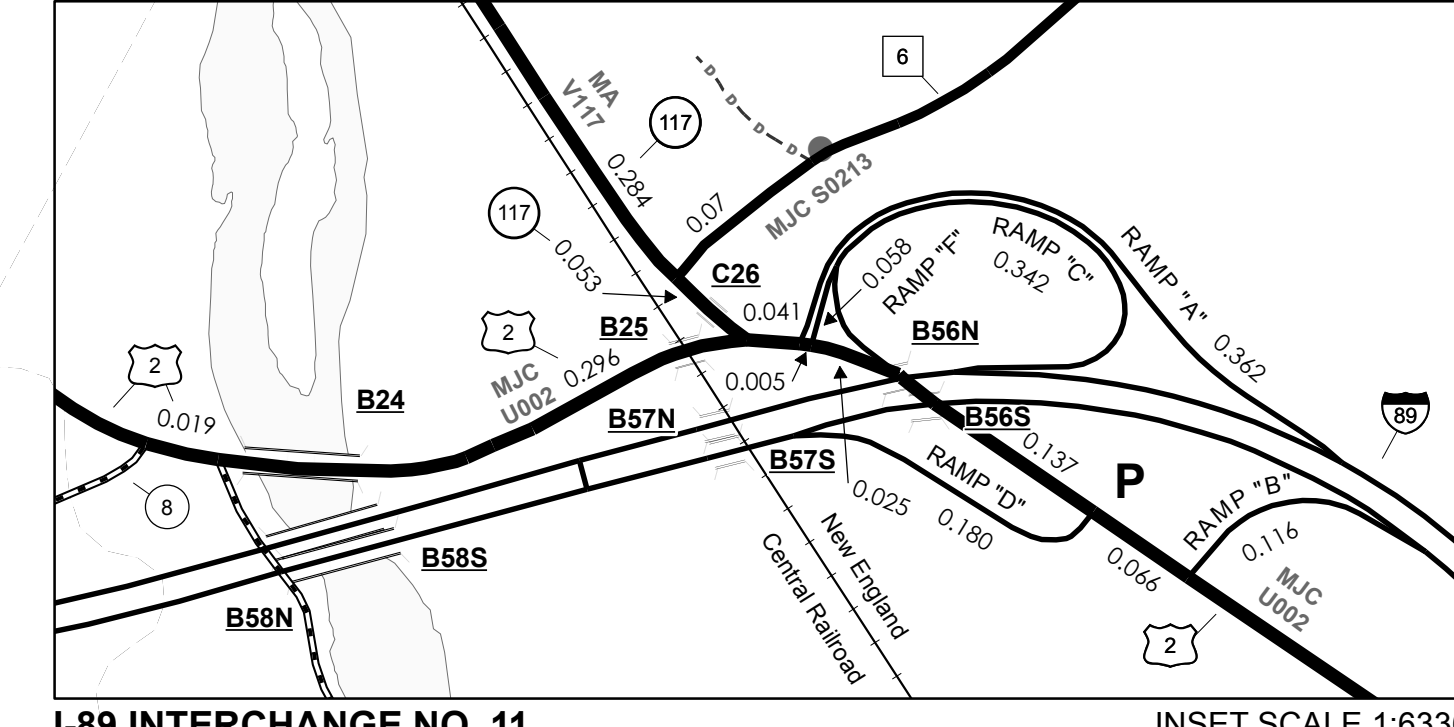 6
MA
V117
117
0.284
0.07
MJC S0213
D
D
D
D
117
0.053
C26
0.041
0.058
RAMP "F"
RAMP "C"
0.342
RAMP "A"
0.362
2
B25
B56N
2
0.019
MJC
U002
0.296
0.005
B24
B57N
B56S
89
B57S
0.137
P
0.025
RAMP "D"
0.180
RAMP "B"
0.116
8
New England
Central Railroad
0.066
MJC
U002
B58S
B58N
2
I-89 INTERCHANGE NO. 11
INSET SCALE